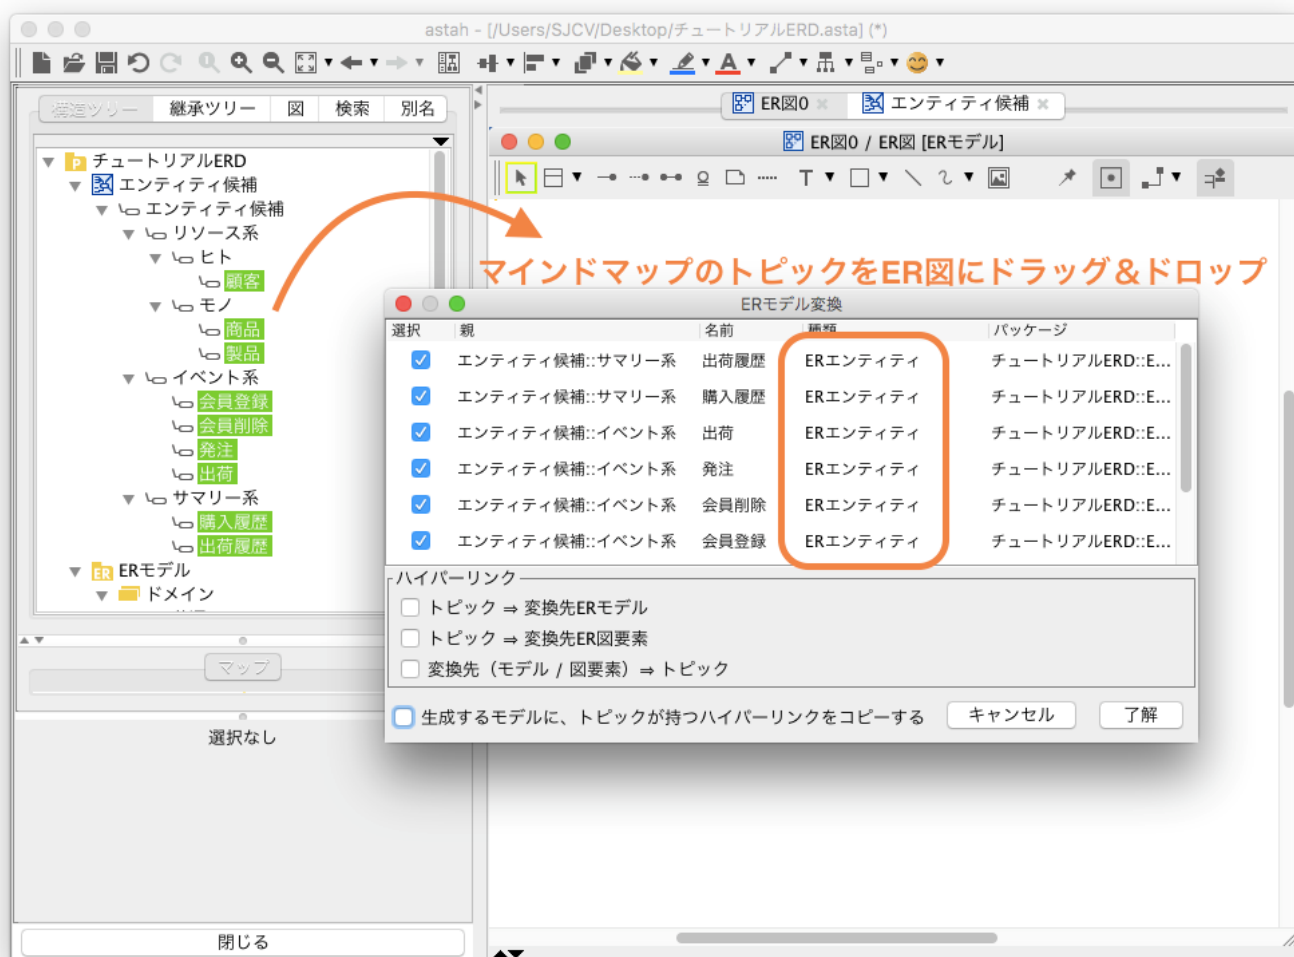 astah - [/Users/SJCV/Desktop/チュートリアルERD.asta] (*)
構造ツリー 継承ツリー 図 検索 別名
チュートリアルERD
エンティティ候補
エンティティ候補
リソース系
ヒト
顧客
モノ
商品
製品
イベント系
会員登録
会員削除
発注
出荷
サマリー系
購入履歴
出荷履歴
ERモデル
ドメイン
マップ
選択なし
閉じる
ER図0 エンティティ候補
ER図0 / ER図 [ERモデル]
マインドマップのトピックをER図にドラッグ&ドロップ
ERモデル変換
選択 親 名前 種類 パッケージ
エンティティ候補::サマリー系 出荷履歴 ERエンティティ チュートリアルERD::E...
エンティティ候補::サマリー系 購入履歴 ERエンティティ チュートリアルERD::E...
エンティティ候補::イベント系 出荷 ERエンティティ チュートリアルERD::E...
エンティティ候補::イベント系 発注 ERエンティティ チュートリアルERD::E...
エンティティ候補::イベント系 会員削除 ERエンティティ チュートリアルERD::E...
エンティティ候補::イベント系 会員登録 ERエンティティ チュートリアルERD::E...
ハイパーリンク
トピック ⇒ 変換先ERモデル
トピック ⇒ 変換先ER図要素
変換先（モデル / 図要素）⇒ トピック
生成するモデルに、トピックが持つハイパーリンクをコピーする キャンセル 了解